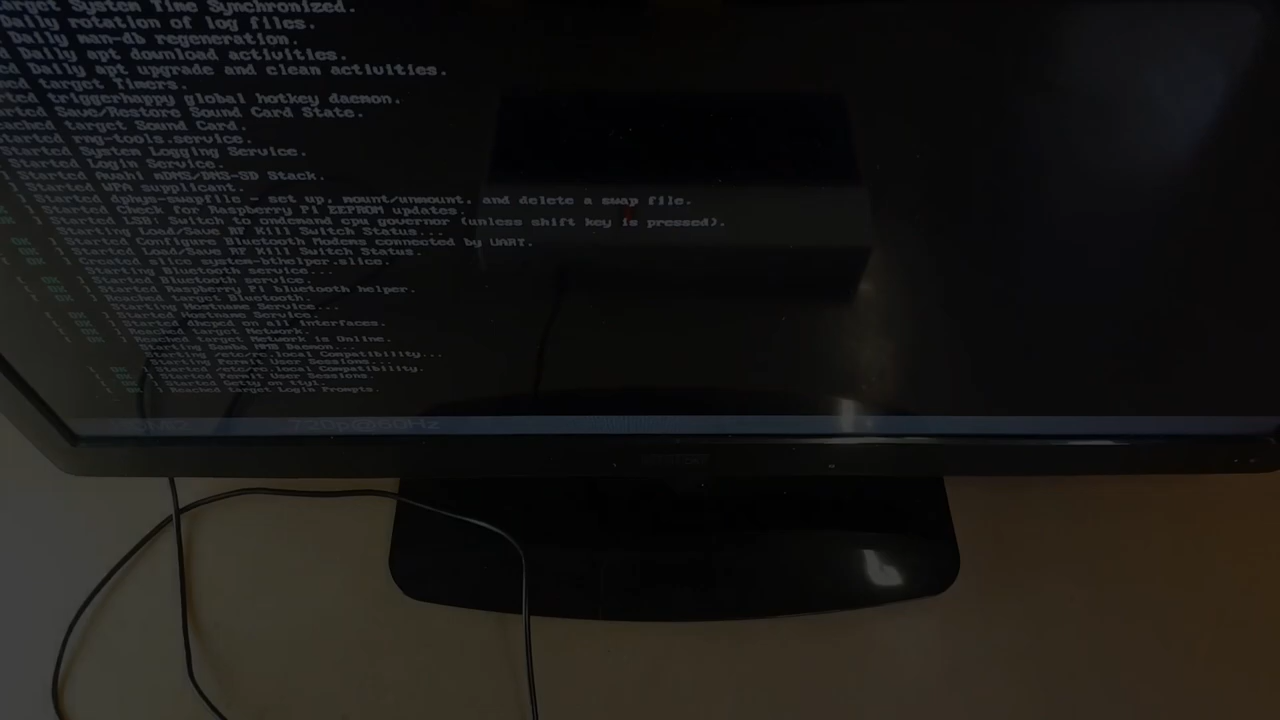 arget System Time Synchronized.
Daily rotation of log files.
Daily man-db regeneration.
d Daily apt download activities.
ed Daily apt upgrade and clean activities.
ed target Timers.
rted triggerhappy global hotkey daemon.
arted Save/Restore Sound Card State.
eached target Sound Card.
Started rng-tools.service.
Started System Logging Service.
Started Login Service.
] Started Avahi mDNS/DNS-SD Stack.
] Started WPA supplicant.
] Started dphys-swapfile - set up, mount/unmount, and delete a swap file.
] Started Check for Raspberry Pi EEPROM updates.
] Started LSB: Switch to ondemand cpu governor (unless shift key is pressed).
Starting Load/Save RF Kill Switch Status...
OK ] Started Configure Bluetooth Modems connected by UART.
OK ] Started Load/Save RF Kill Switch Status.
[ OK ] Created slice system-bthelper.slice.
Starting Bluetooth service...
[ OK ] Started Bluetooth service.
[ OK ] Started Raspberry Pi bluetooth helper.
[ OK ] Reached target Bluetooth.
Starting Hostname Service...
[ OK ] Started Hostname Service.
[ OK ] Started dhcpcd on all interfaces.
[ OK ] Reached target Network.
[ OK ] Reached target Network is Online.
Starting Samba NMB Daemon...
Starting /etc/rc.local Compatibility...
Starting Permit User Sessions...
[ OK ] Started /etc/rc.local Compatibility.
[ OK ] Started Permit User Sessions.
[ OK ] Started Getty on tty1.
[ OK ] Reached target Login Prompts.
720p@60Hz